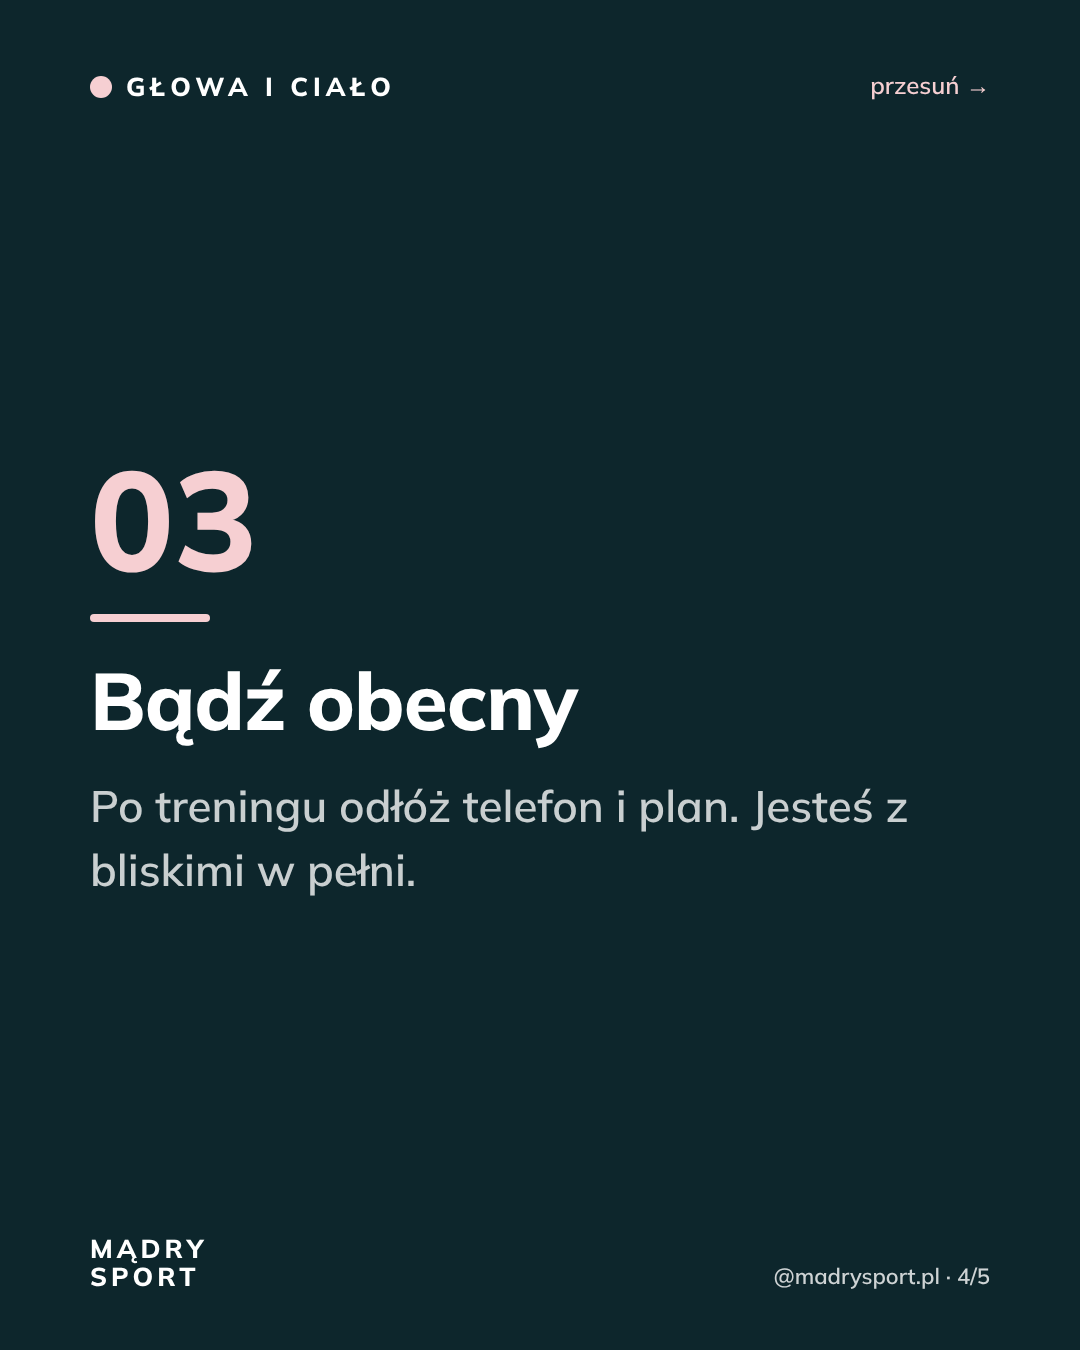 GŁOWA I CIAŁO
przesuń →
03
Bądź obecny
Po treningu odłóż telefon i plan. Jesteś z
bliskimi w pełni.
MĄDRY
SPORT
@madrysport.pl · 4/5